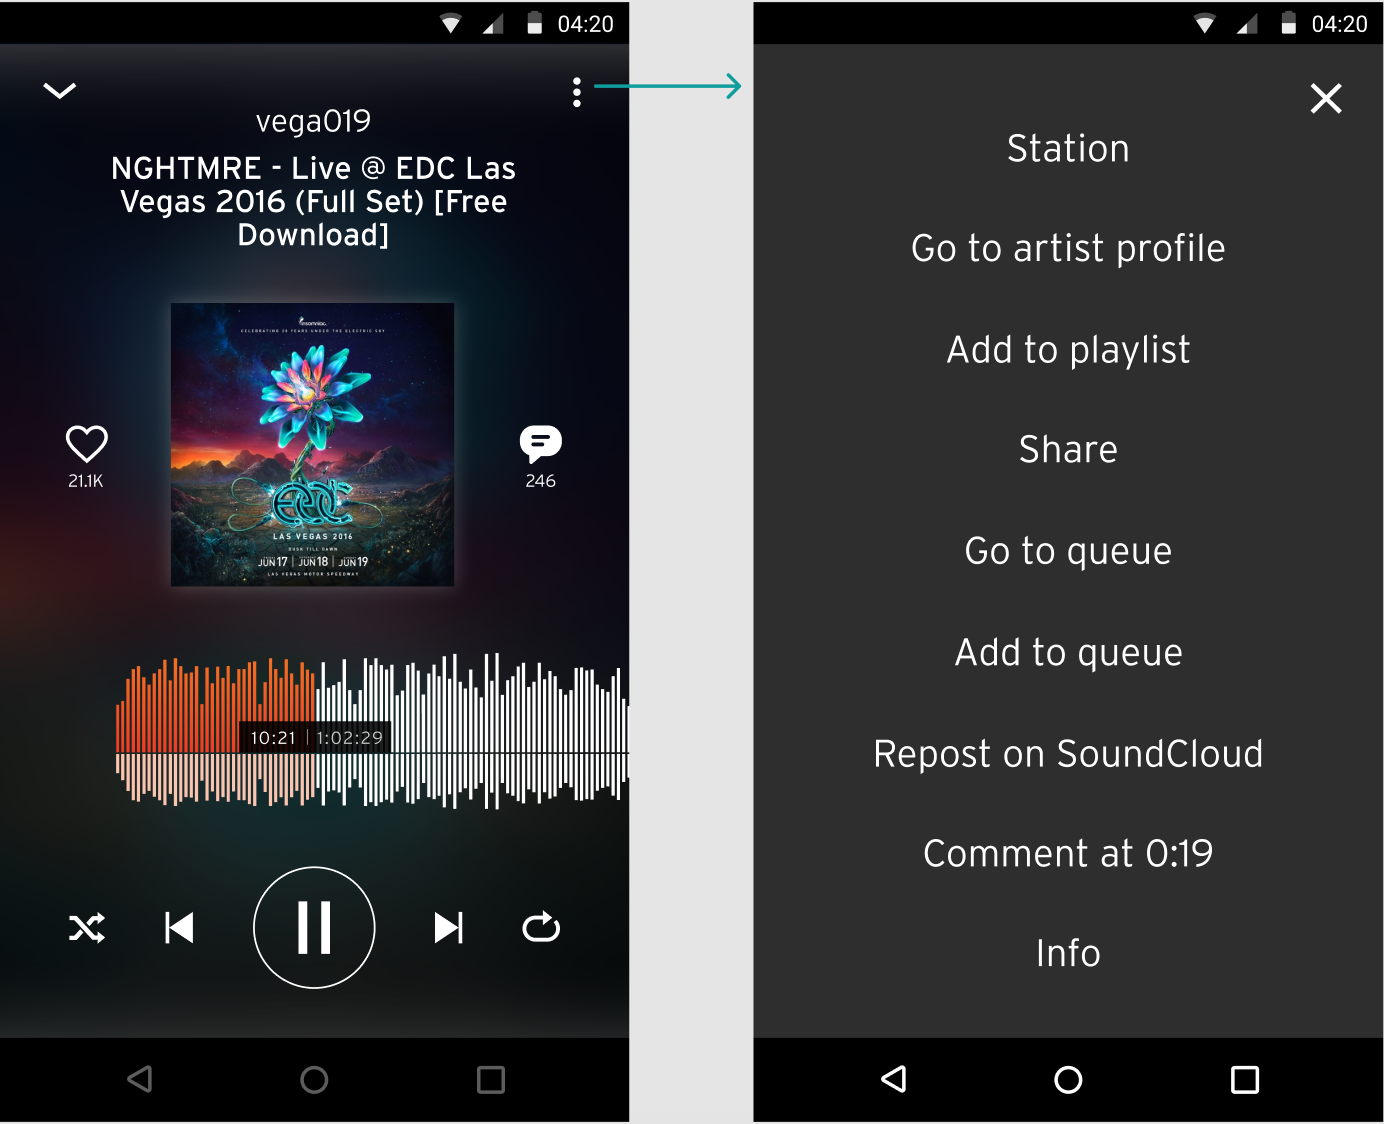 04:20
vega019
NGHTMRE - Live @ EDC Las
Vegas 2016 (Full Set) [Free
Download]
insomniac.
CELEBRATING 20 YEARS UNDER THE ELECTRIC SKY
21.1K
246
EDC
LAS VEGAS 2016
DUSK TILL DAWN
JUN 17 | JUN 18 | JUN 19
LAS VEGAS MOTOR SPEEDWAY
10:21 | 1:02:29
04:20
Station
Go to artist profile
Add to playlist
Share
Go to queue
Add to queue
Repost on SoundCloud
Comment at 0:19
Info